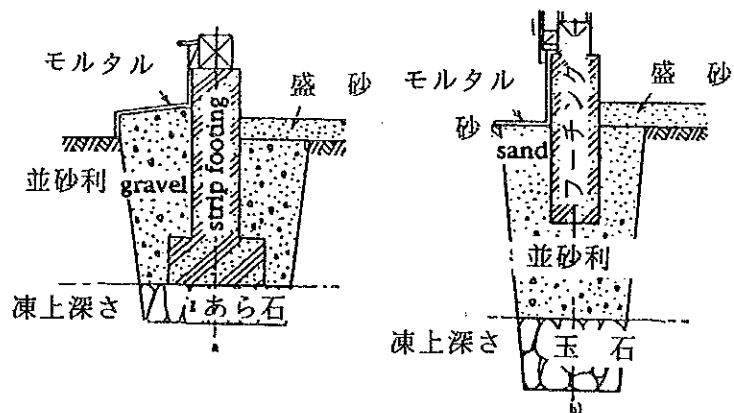 モルタル
盛 砂
strip footing
並砂利 gravel
凍上深さ
あら石
a
モルタル
盛 砂
砂
sand
フーチング
並砂利
凍上深さ
玉 石
b)